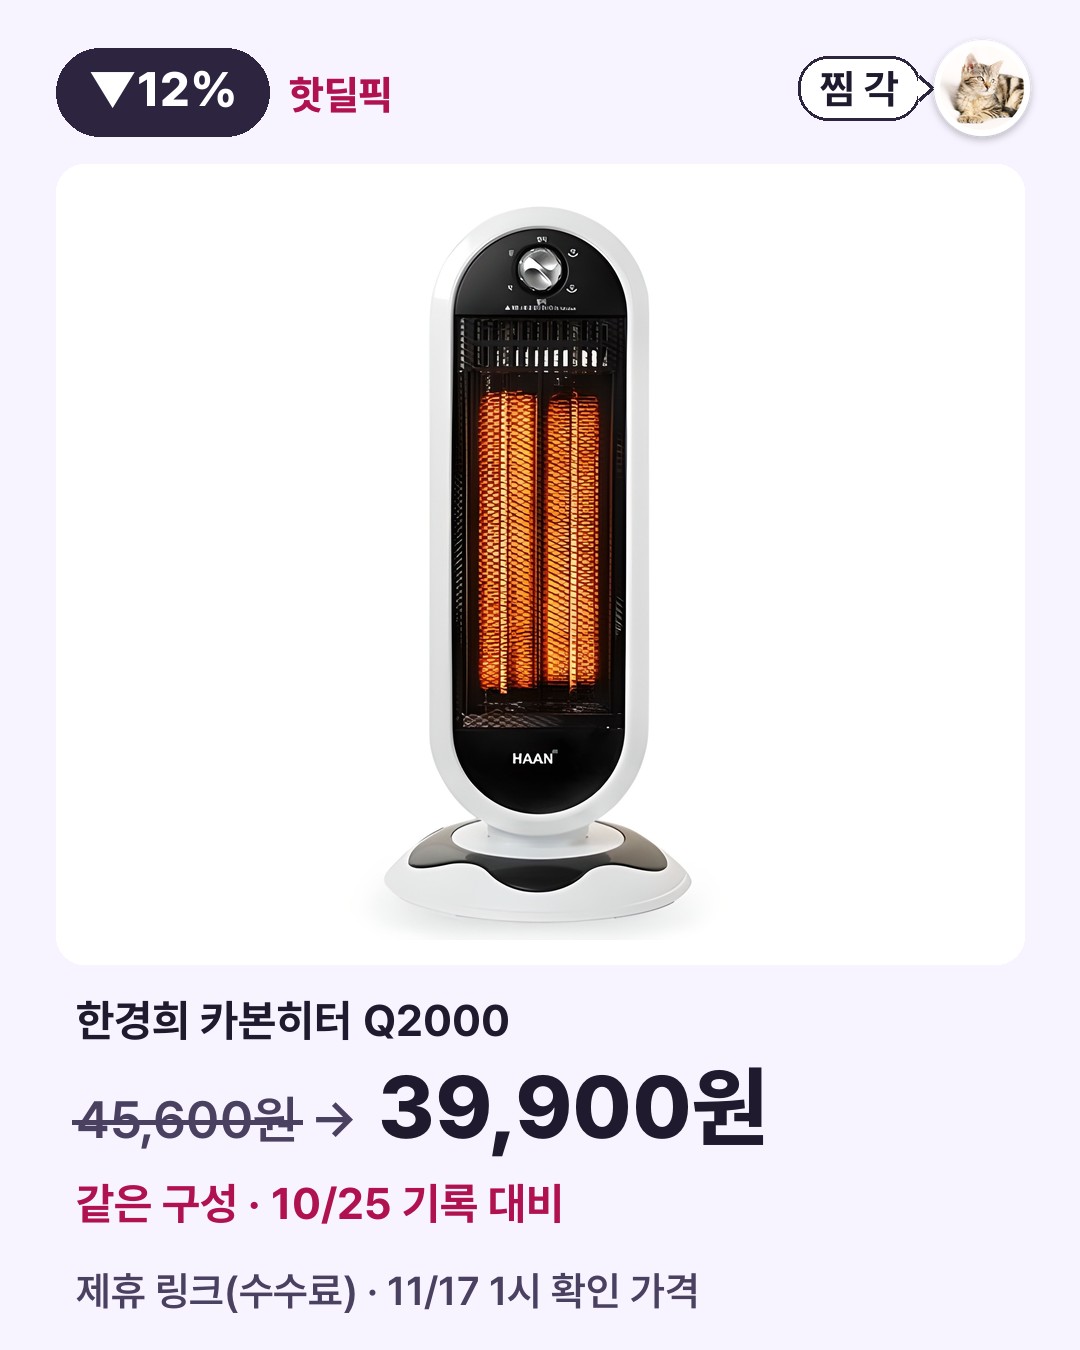 ▼12% 핫딜픽
찜 각
HAAN
한경희 카본히터 Q2000
45,600원 → 39,900원
같은 구성 · 10/25 기록 대비
제휴 링크(수수료) · 11/17 1시 확인 가격